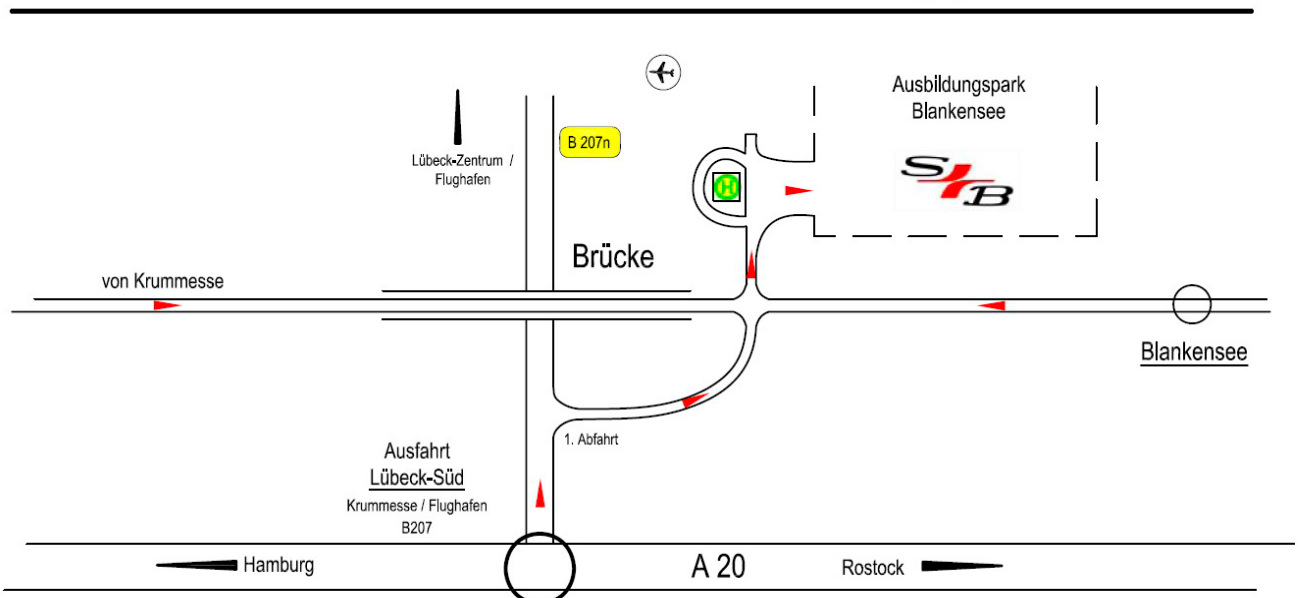 Ausbildungspark
Blankensee
B 207n
Lübeck-Zentrum /
Flughafen
H
S B
Brücke
von Krummesse
Blankensee
1. Abfahrt
Ausfahrt
Lübeck-Süd
Krummesse / Flughafen
B207
Hamburg
A 20
Rostock